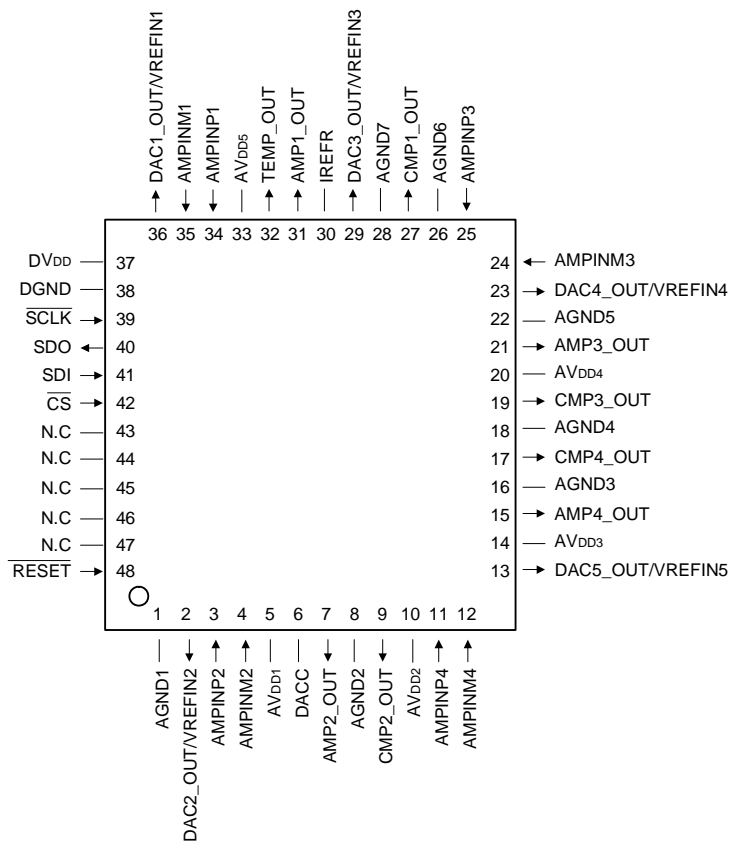 DAC1_OUT/VREFIN1
AMPINM1
AMPINP1
AVDD5
TEMP_OUT
AMP1_OUT
IREFR
DAC3_OUT/VREFIN3
AGND7
CMP1_OUT
AGND6
AMPINP3
36 35 34 33 32 31 30 29 28 27 26 25
DVDD 37
DGND 38
SCLK 39
SDO 40
SDI 41
CS 42
N.C 43
N.C 44
N.C 45
N.C 46
N.C 47
RESET 48
24 AMPINM3
23 DAC4_OUT/VREFIN4
22 AGND5
21 AMP3_OUT
20 AVDD4
19 CMP3_OUT
18 AGND4
17 CMP4_OUT
16 AGND3
15 AMP4_OUT
14 AVDD3
13 DAC5_OUT/VREFIN5
1 2 3 4 5 6 7 8 9 10 11 12
AGND1
DAC2_OUT/VREFIN2
AMPINP2
AMPINM2
AVDD1
DACC
AMP2_OUT
AGND2
CMP2_OUT
AVDD2
AMPINP4
AMPINM4